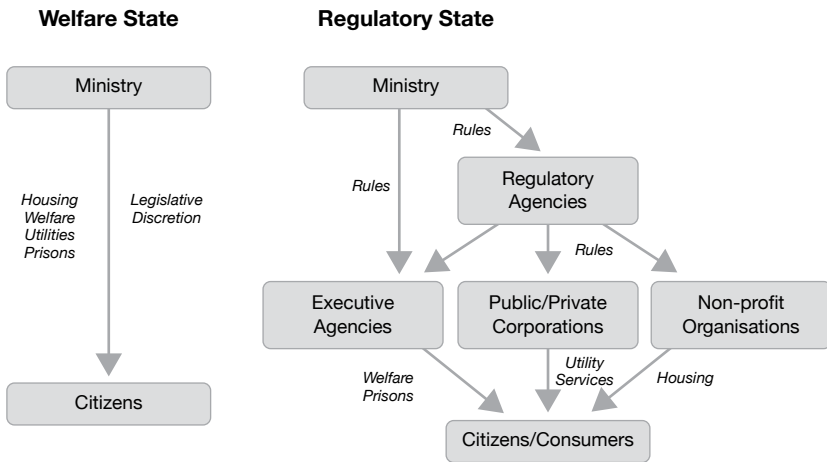 Welfare State
Ministry
Housing
Welfare
Utilities
Prisons
Legislative
Discretion
Citizens
Regulatory State
Ministry
Rules
Rules
Regulatory
Agencies
Rules
Executive
Agencies
Public/Private
Corporations
Non-profit
Organisations
Welfare
Prisons
Utility
Services
Housing
Citizens/Consumers